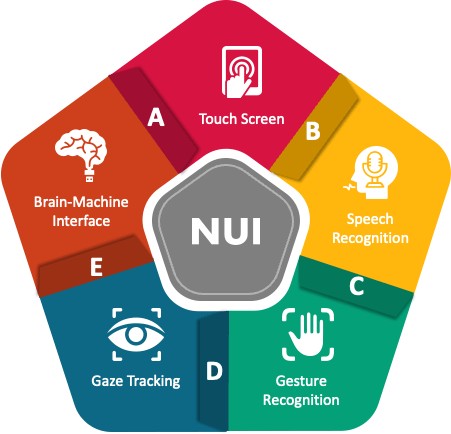 Touch Screen
A
B
Brain-Machine
Interface
Speech
Recognition
NUI
E
C
Gaze Tracking
D
Gesture
Recognition